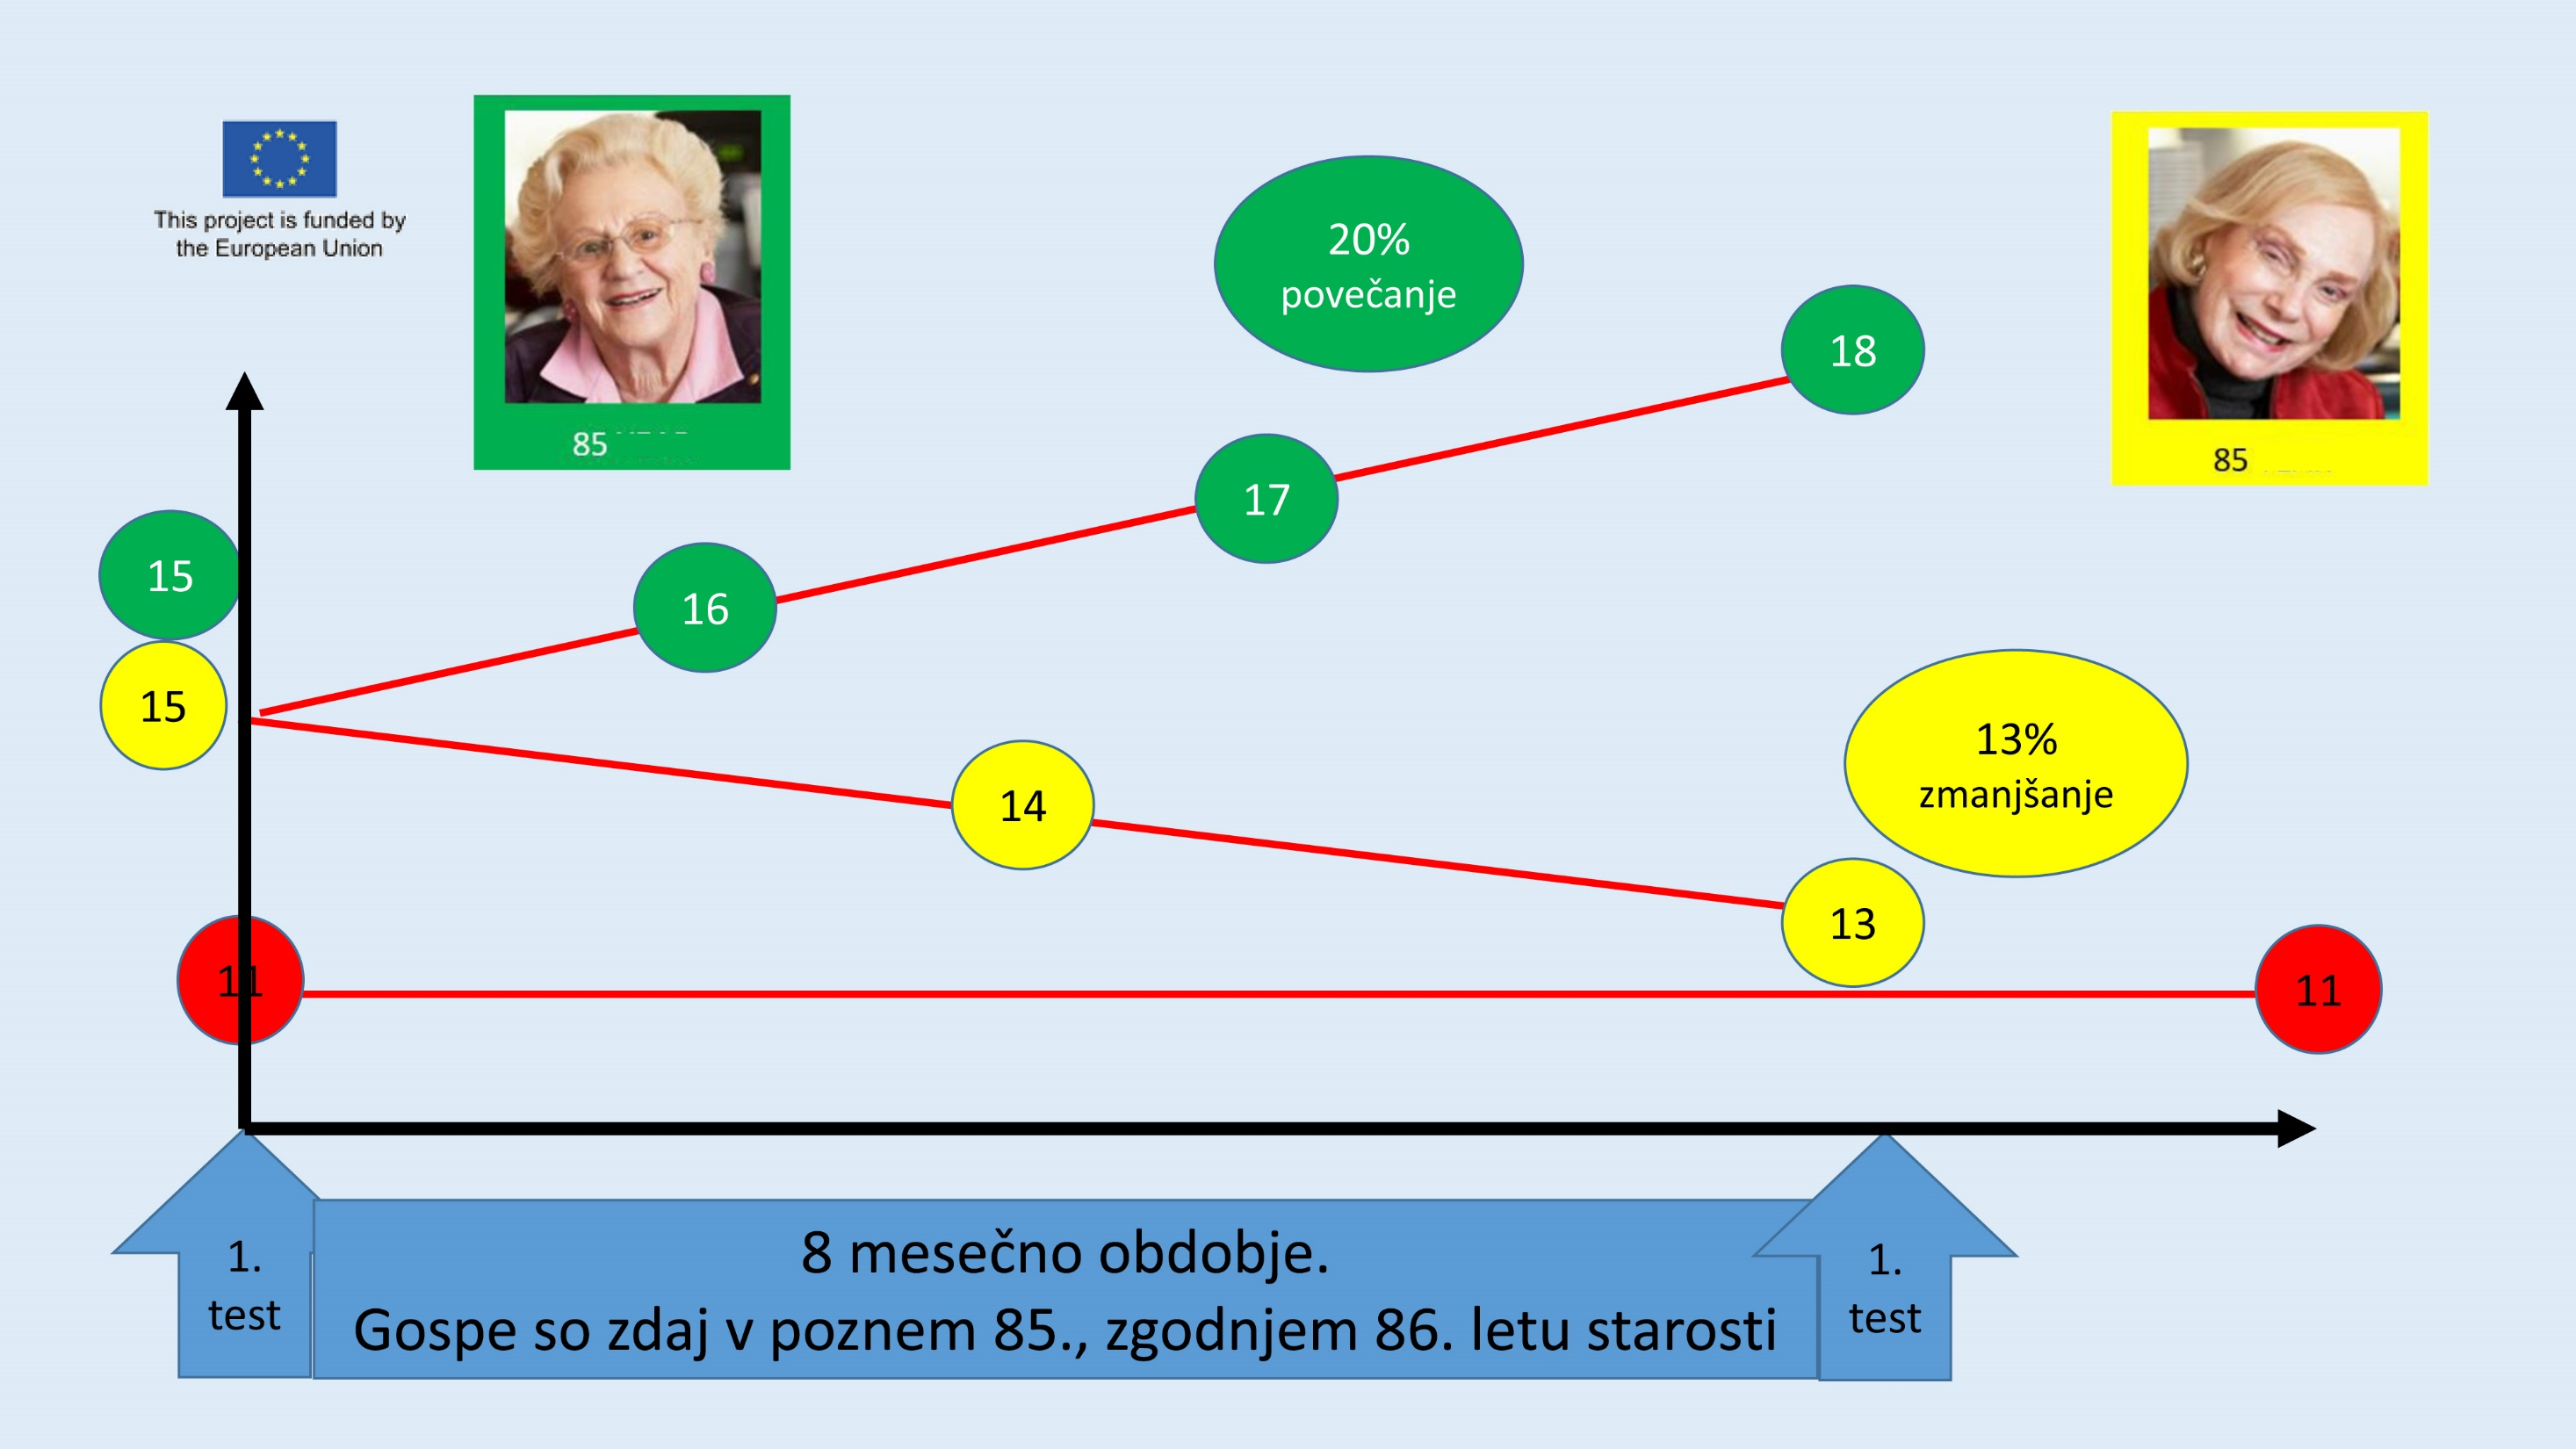 This project is funded by
the European Union
85
85
20%
povečanje
18
17
16
15
15
14
13%
zmanjšanje
13
11
11
1.
test
8 mesečno obdobje.
Gospe so zdaj v poznem 85., zgodnjem 86. letu starosti
1.
test